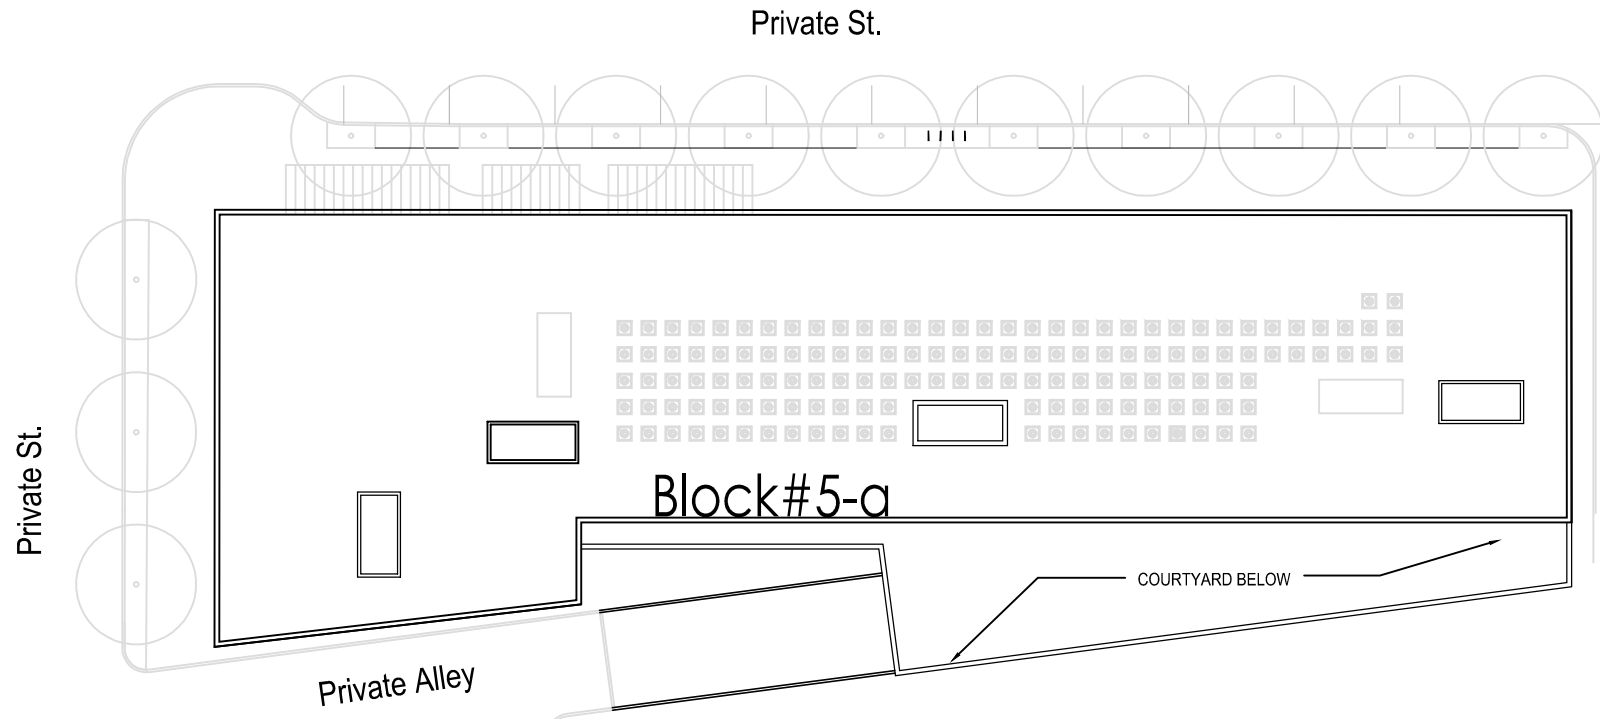 Private St.
Private St.
Block#5-a
COURTYARD BELOW
Private Alley